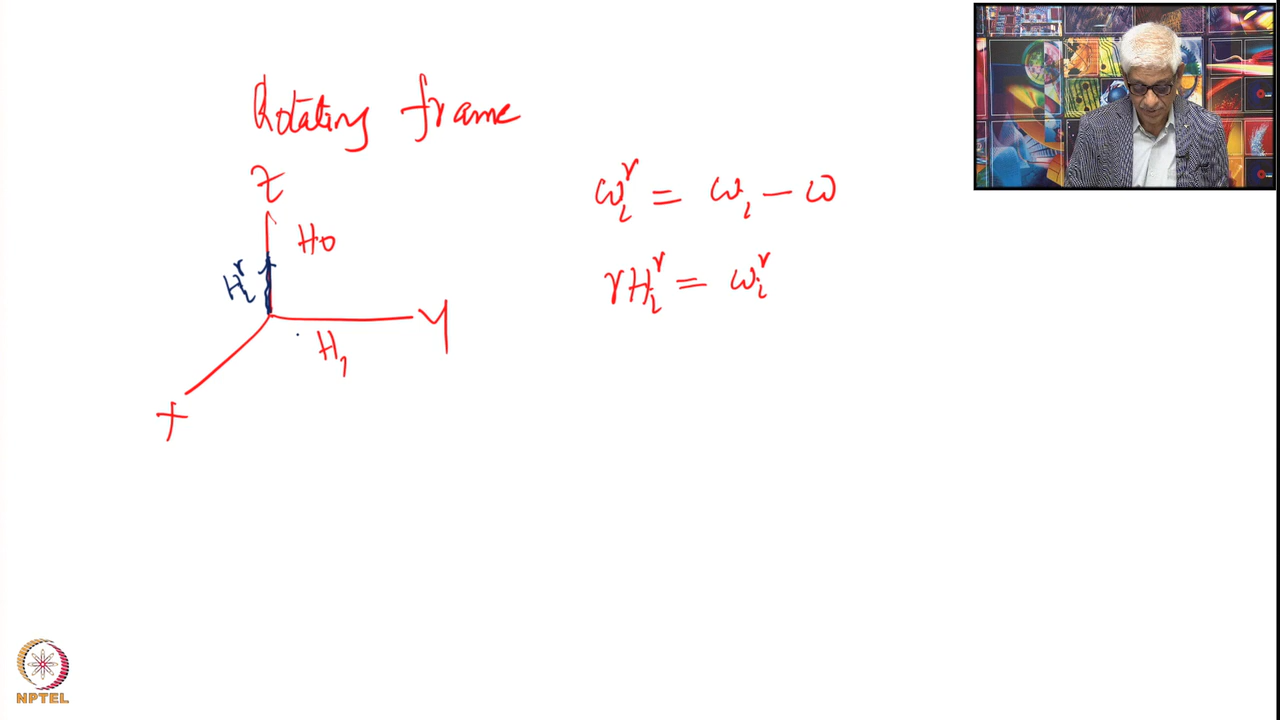 Rotating frame
Z
H₀
Hᵢʳ
Y
H₁
X
ωᵢʳ = ωᵢ − ω
γHᵢʳ = ωᵢʳ
NPTEL